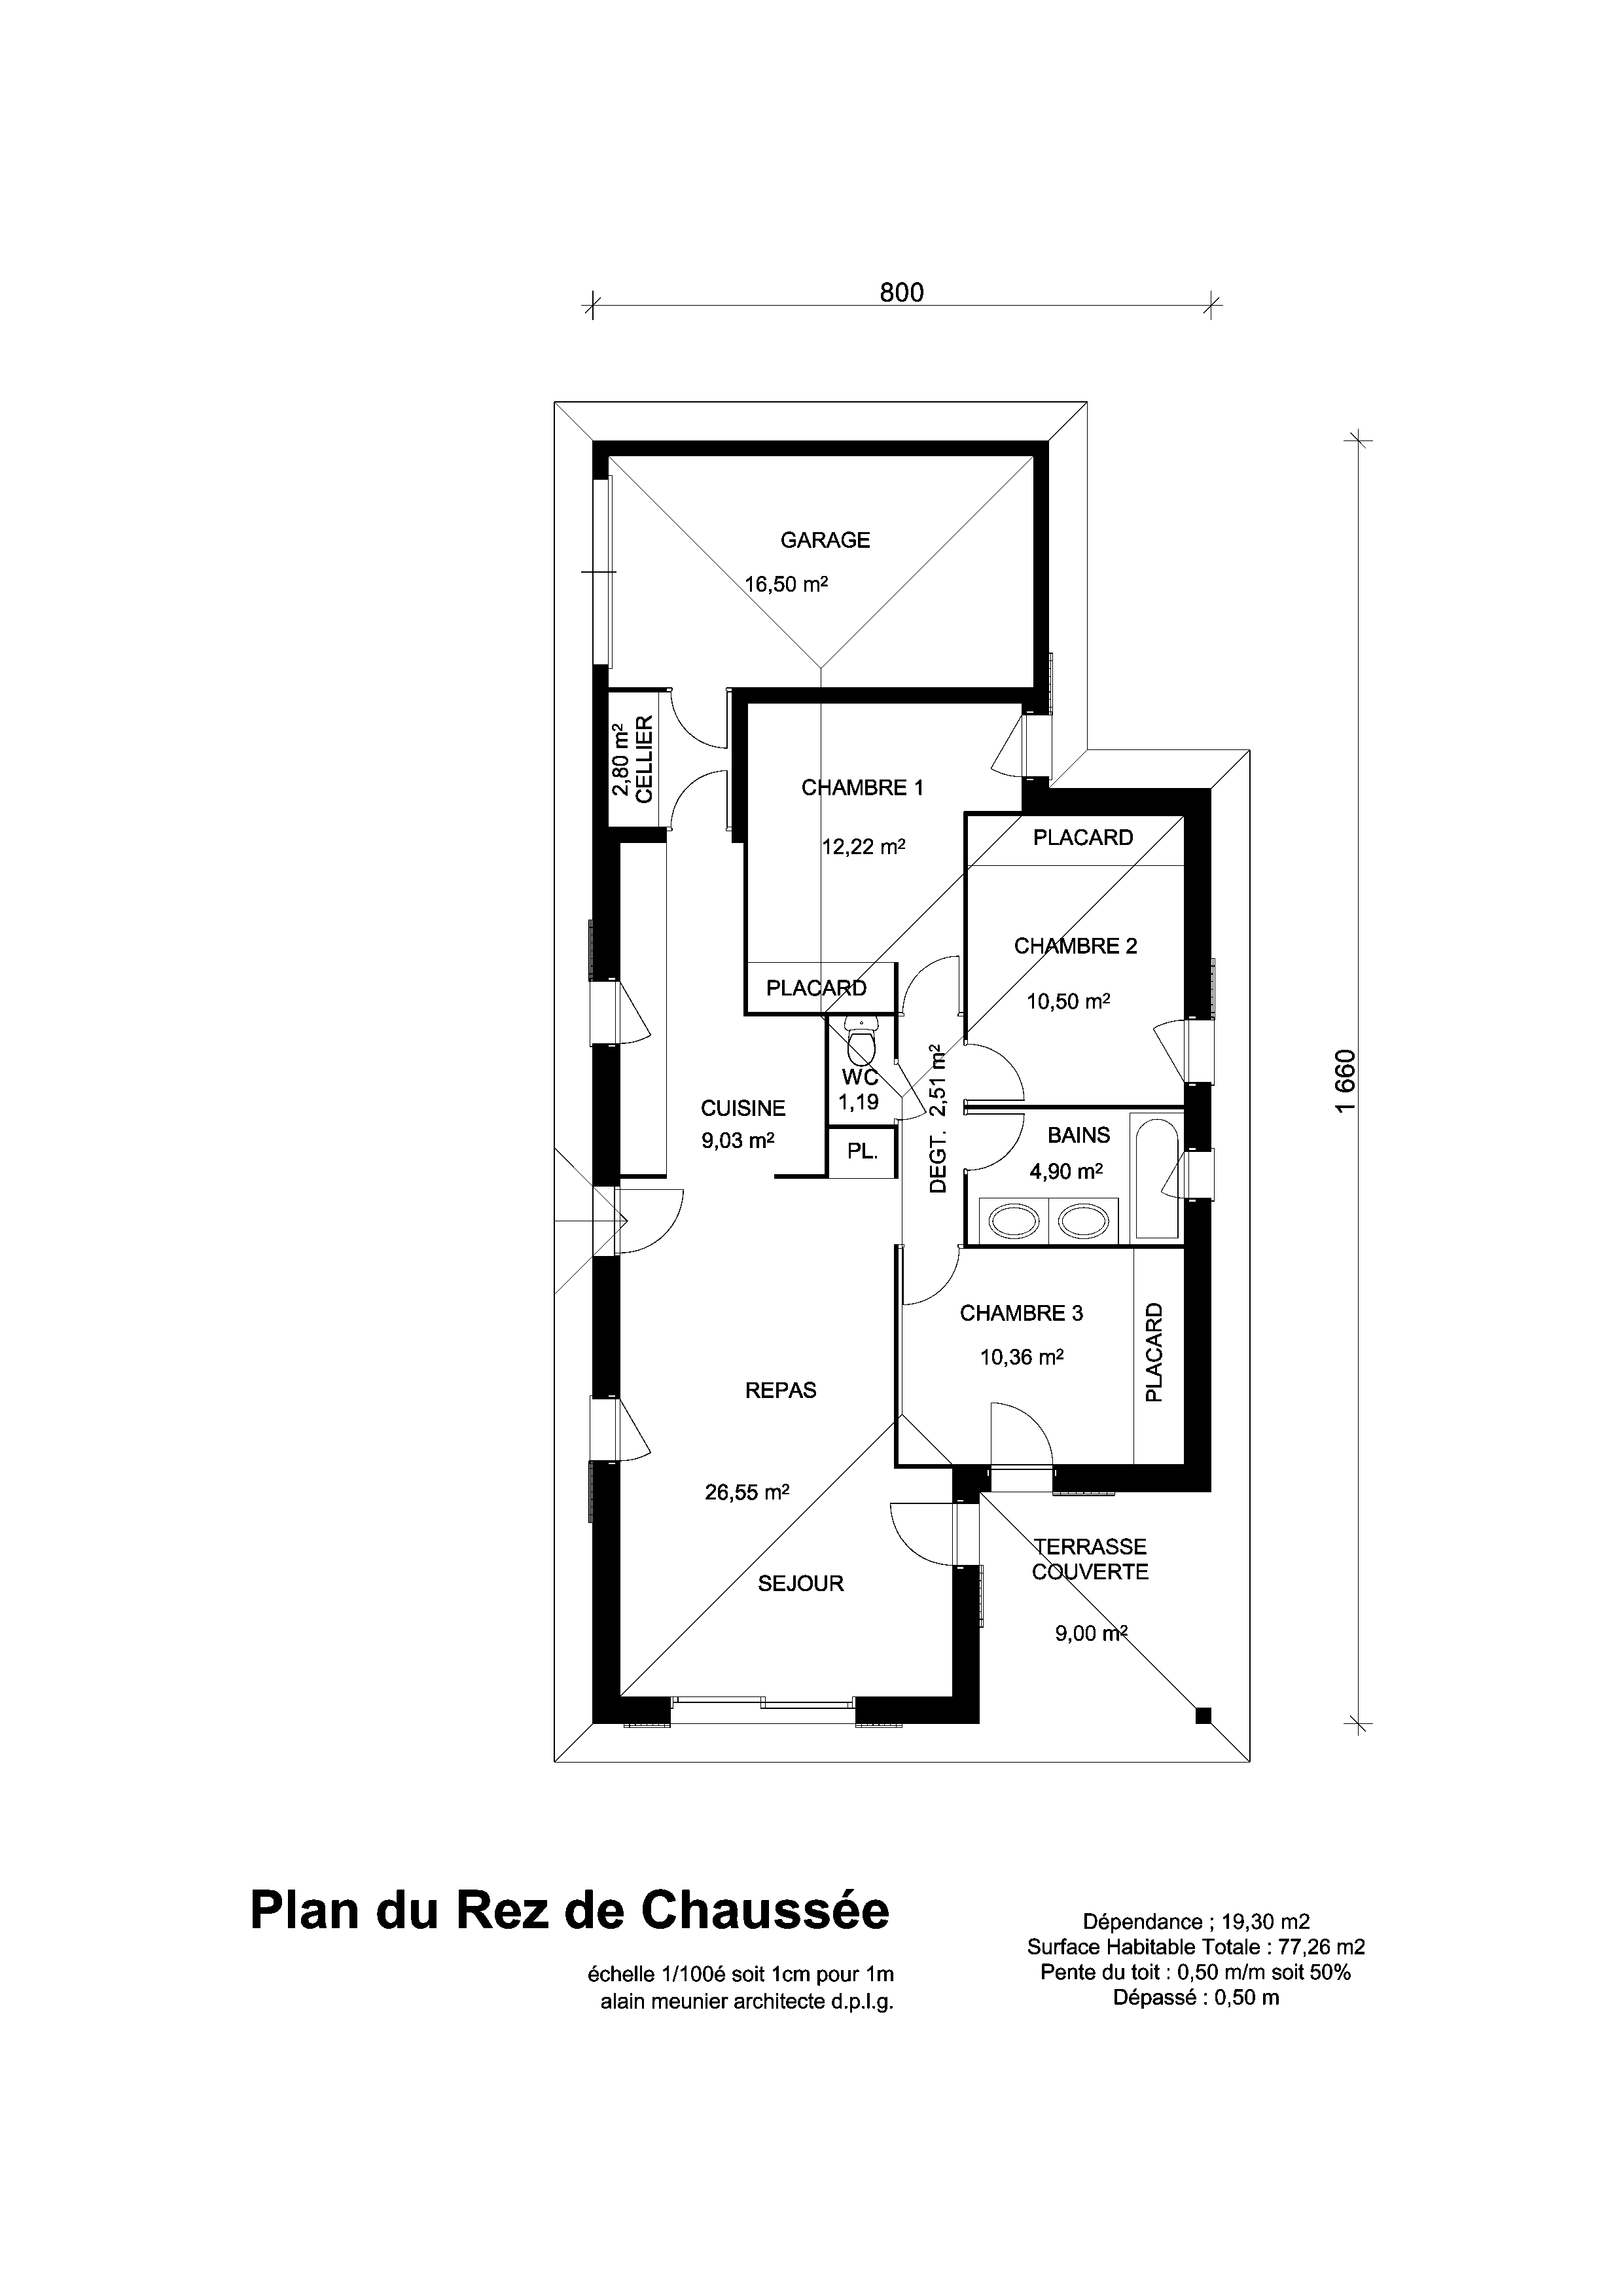 800
GARAGE
16,50 m²
2,80 m²
CELLIER
CHAMBRE 1
12,22 m²
PLACARD
CHAMBRE 2
10,50 m²
PLACARD
1 660
WC
1,19
DEGT. 2,51 m²
CUISINE
9,03 m²
PL.
BAINS
4,90 m²
CHAMBRE 3
10,36 m²
PLACARD
REPAS
26,55 m²
SEJOUR
TERRASSE
COUVERTE
9,00 m²
Plan du Rez de Chaussée
échelle 1/100é soit 1cm pour 1m
alain meunier architecte d.p.l.g.
Dépendance ; 19,30 m2
Surface Habitable Totale : 77,26 m2
Pente du toit : 0,50 m/m soit 50%
Dépassé : 0,50 m